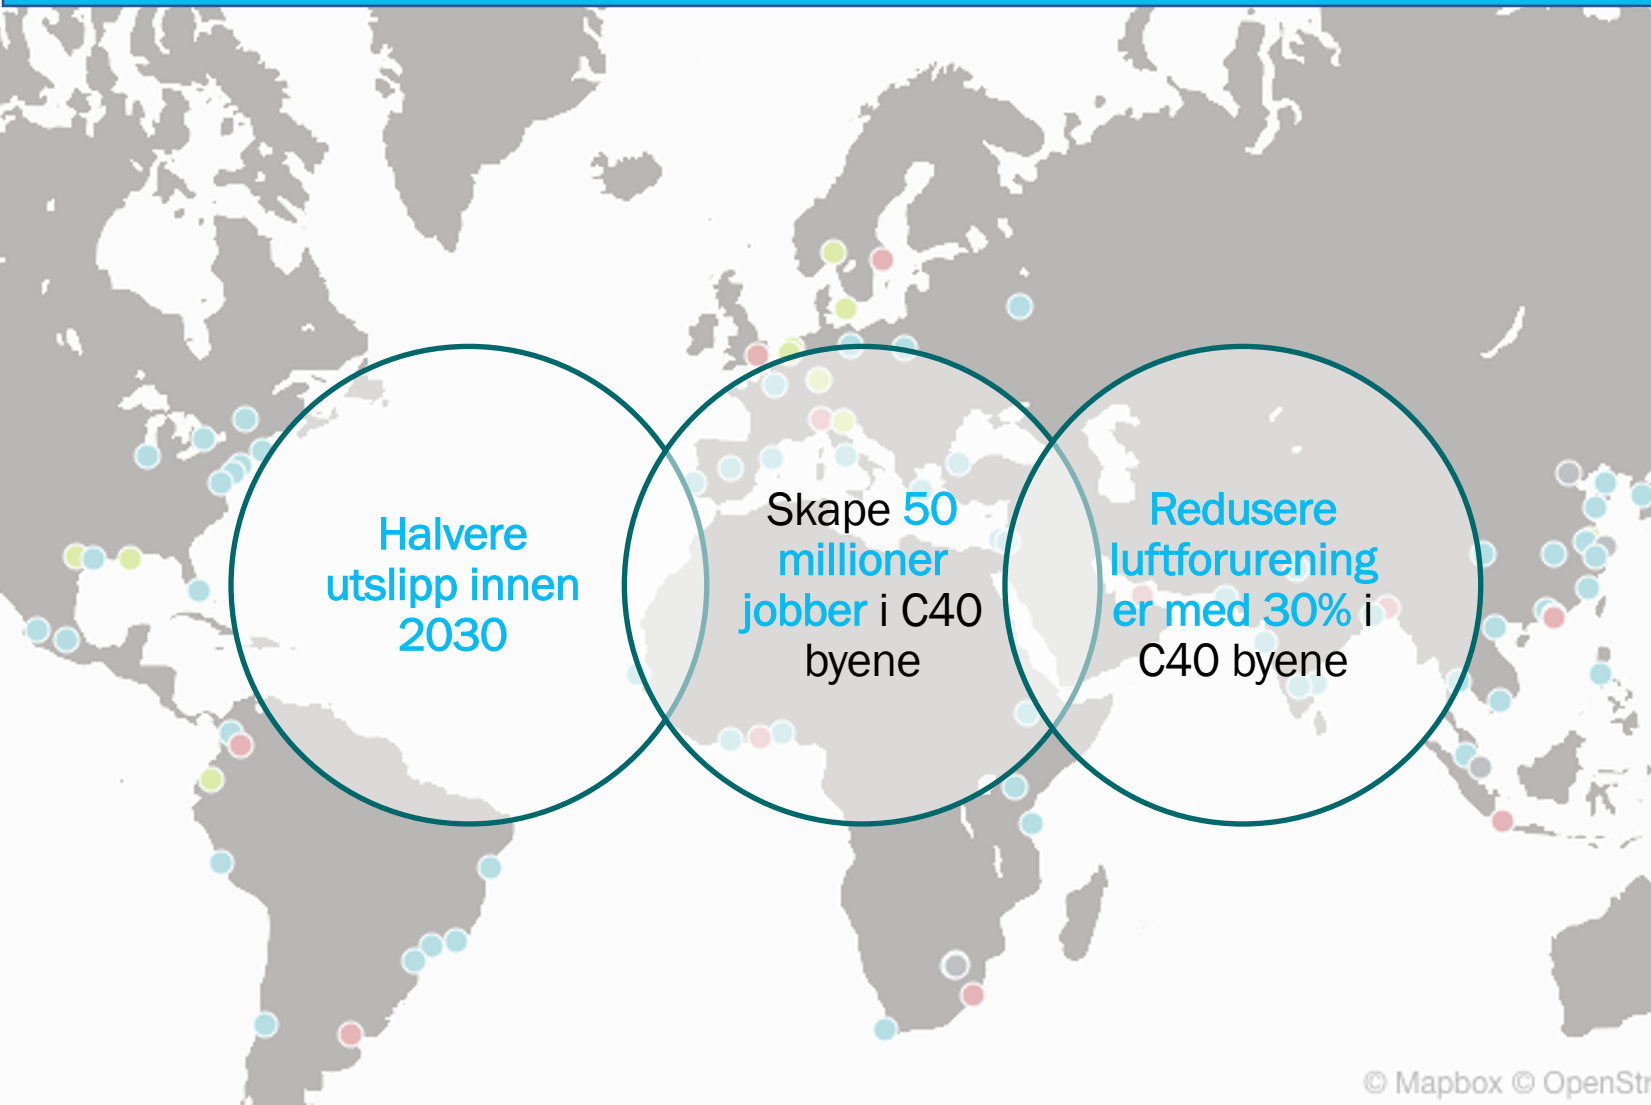 Halvere
utslipp innen
2030
Skape 50
millioner
jobber i C40
byene
Redusere
luftforurening
er med 30% i
C40 byene
© Mapbox © OpenStr